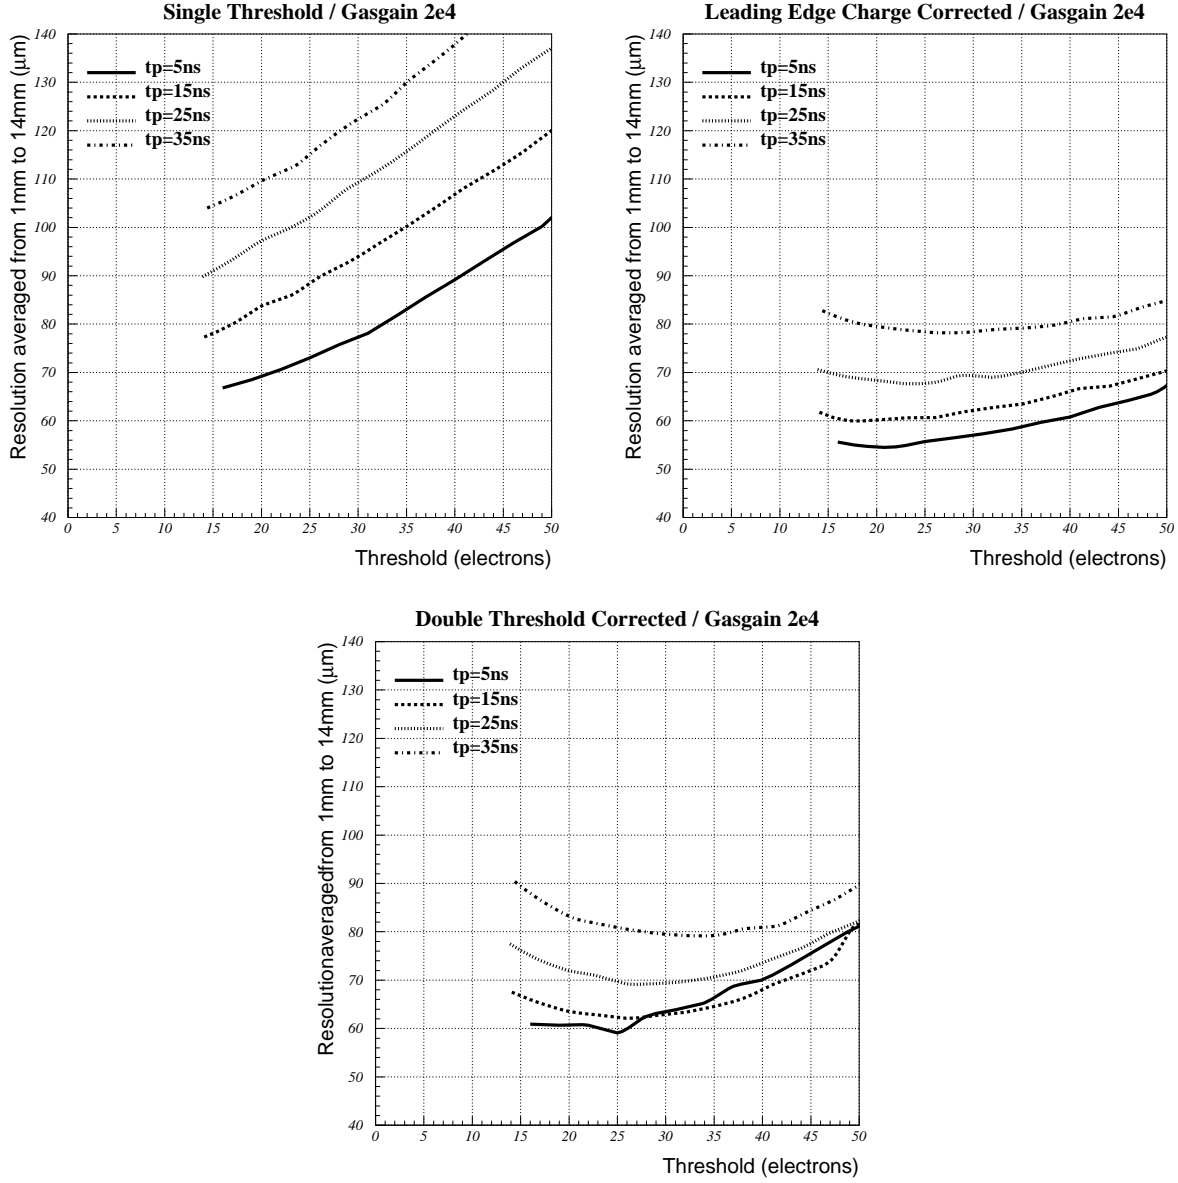 Single Threshold / Gasgain 2e4
Resolution averaged from 1mm to 14mm (μm)
140
130
120
110
100
90
80
70
60
50
40
tp=5ns
tp=15ns
tp=25ns
tp=35ns
0 5 10 15 20 25 30 35 40 45 50
Threshold (electrons)
Leading Edge Charge Corrected / Gasgain 2e4
Resolution averaged from 1mm to 14mm (μm)
140
130
120
110
100
90
80
70
60
50
40
tp=5ns
tp=15ns
tp=25ns
tp=35ns
0 5 10 15 20 25 30 35 40 45 50
Threshold (electrons)
Double Threshold Corrected / Gasgain 2e4
Resolutionaveragedfrom 1mm to 14mm (μm)
140
130
120
110
100
90
80
70
60
50
40
tp=5ns
tp=15ns
tp=25ns
tp=35ns
0 5 10 15 20 25 30 35 40 45 50
Threshold (electrons)